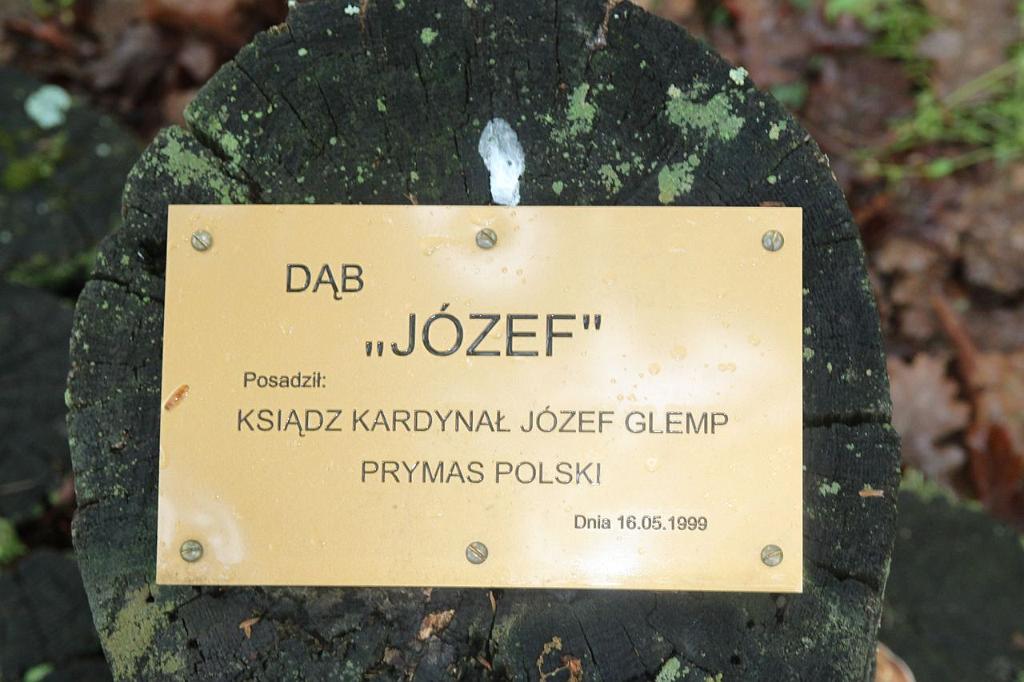 DĄB
„JÓZEF"
Posadził:
KSIĄDZ KARDYNAŁ JÓZEF GLEMP
PRYMAS POLSKI
Dnia 16.05.1999